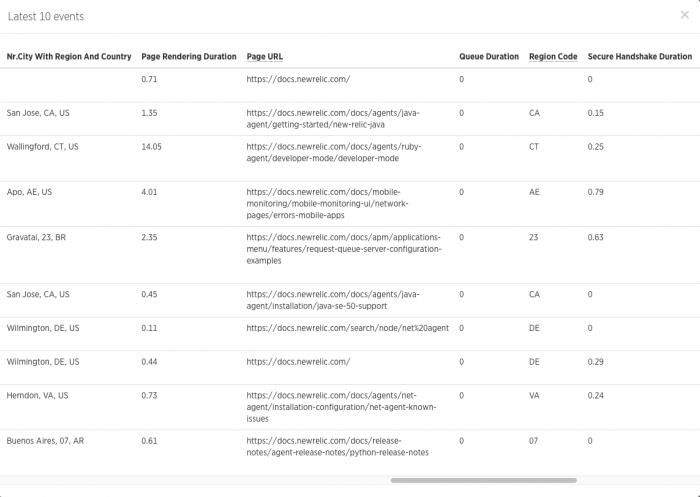 Latest 10 events
×
Nr.City With Region And Country Page Rendering Duration Page URL Queue Duration Region Code Secure Handshake Duration
0.71 https://docs.newrelic.com/ 0 0
San Jose, CA, US 1.35 https://docs.newrelic.com/docs/agents/java- 0 CA 0.15
agent/getting-started/new-relic-java
Wallingford, CT, US 14.05 https://docs.newrelic.com/docs/agents/ruby- 0 CT 0.25
agent/developer-mode/developer-mode
Apo, AE, US 4.01 https://docs.newrelic.com/docs/mobile- 0 AE 0.79
monitoring/mobile-monitoring-ui/network-
pages/errors-mobile-apps
Gravataí, 23, BR 2.35 https://docs.newrelic.com/docs/apm/applications- 0 23 0.63
menu/features/request-queue-server-configuration-
examples
San Jose, CA, US 0.45 https://docs.newrelic.com/docs/agents/java- 0 CA 0
agent/installation/java-se-50-support
Wilmington, DE, US 0.11 https://docs.newrelic.com/search/node/net%20agent 0 DE 0
Wilmington, DE, US 0.44 https://docs.newrelic.com/ 0 DE 0.29
Herndon, VA, US 0.73 https://docs.newrelic.com/docs/agents/net- 0 VA 0.24
agent/installation-configuration/net-agent-known-
issues
Buenos Aires, 07, AR 0.61 https://docs.newrelic.com/docs/release- 0 07 0
notes/agent-release-notes/python-release-notes